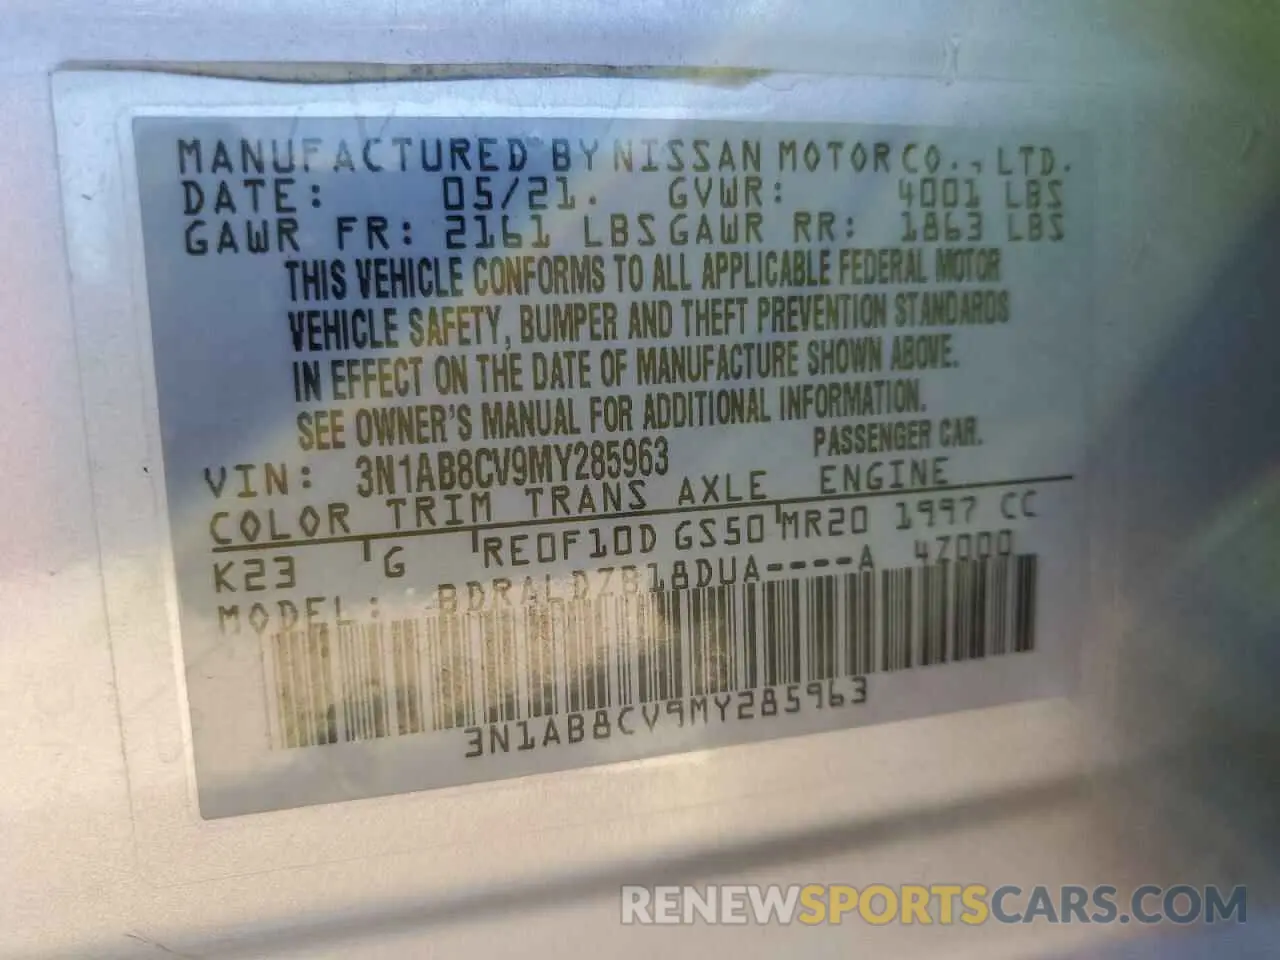 MANUFACTURED BY NISSAN MOTOR CO., LTD.
DATE: 05/21. GVWR: 4001 LBS
GAWR FR: 2161 LBS GAWR RR: 1863 LBS
THIS VEHICLE CONFORMS TO ALL APPLICABLE FEDERAL MOTOR
VEHICLE SAFETY, BUMPER AND THEFT PREVENTION STANDARDS
IN EFFECT ON THE DATE OF MANUFACTURE SHOWN ABOVE.
SEE OWNER'S MANUAL FOR ADDITIONAL INFORMATION.
VIN: 3N1AB8CV9MY285963 PASSENGER CAR.
COLOR TRIM TRANS AXLE ENGINE
K23 G RE0F10D GS50 MR20 1997 CC
MODEL: BDRALDZB18DUA----A 4Z000
3N1AB8CV9MY285963
RENEWSPORTSCARS.COM